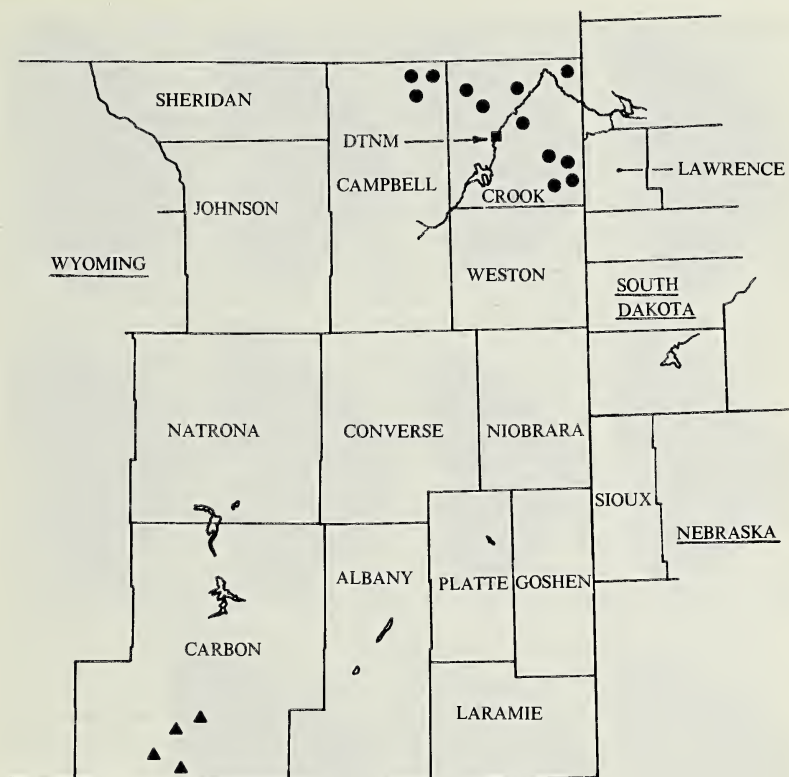 SHERIDAN
DTNM
CAMPBELL
LAWRENCE
CROOK
JOHNSON
WYOMING
WESTON
SOUTH
DAKOTA
NATRONA
CONVERSE
NIOBRARA
SIOUX
NEBRASKA
ALBANY
PLATTE
GOSHEN
CARBON
LARAMIE